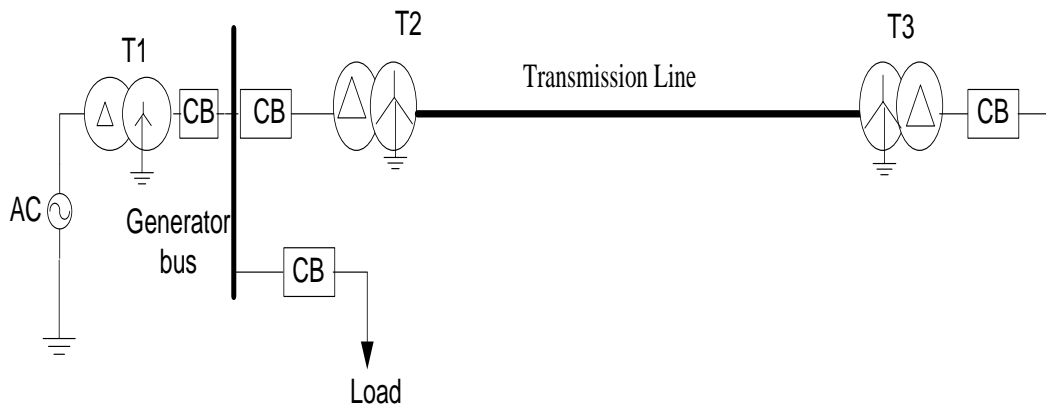 T1
T2
T3
Transmission Line
CB
CB
CB
AC
Generator
bus
CB
Load